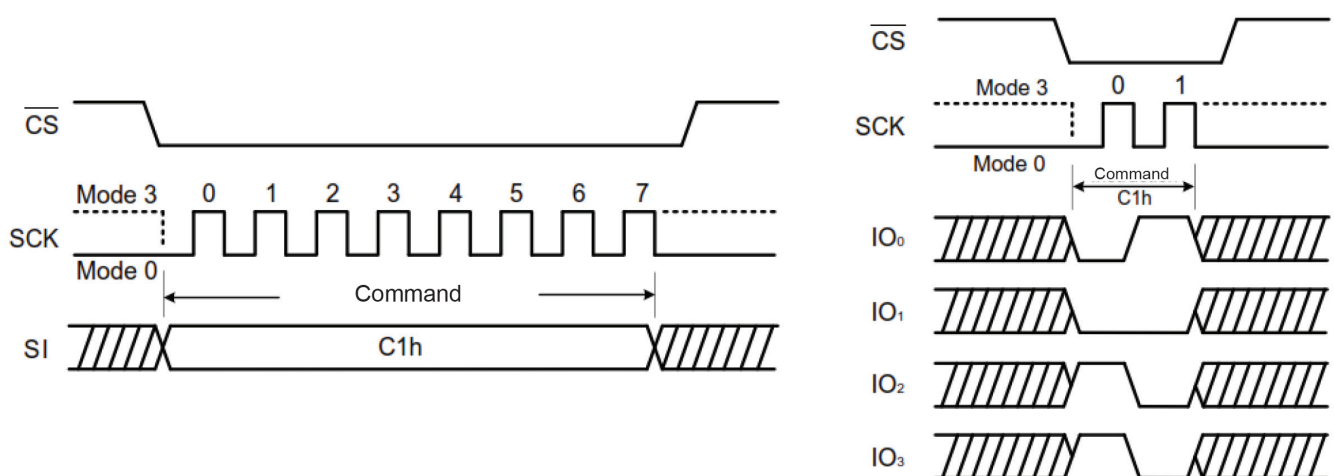 CS
Mode 3 0 1 2 3 4 5 6 7
SCK
Mode 0
Command
SI C1h
CS
Mode 3 0 1
SCK
Mode 0
Command
C1h
IO₀
IO₁
IO₂
IO₃